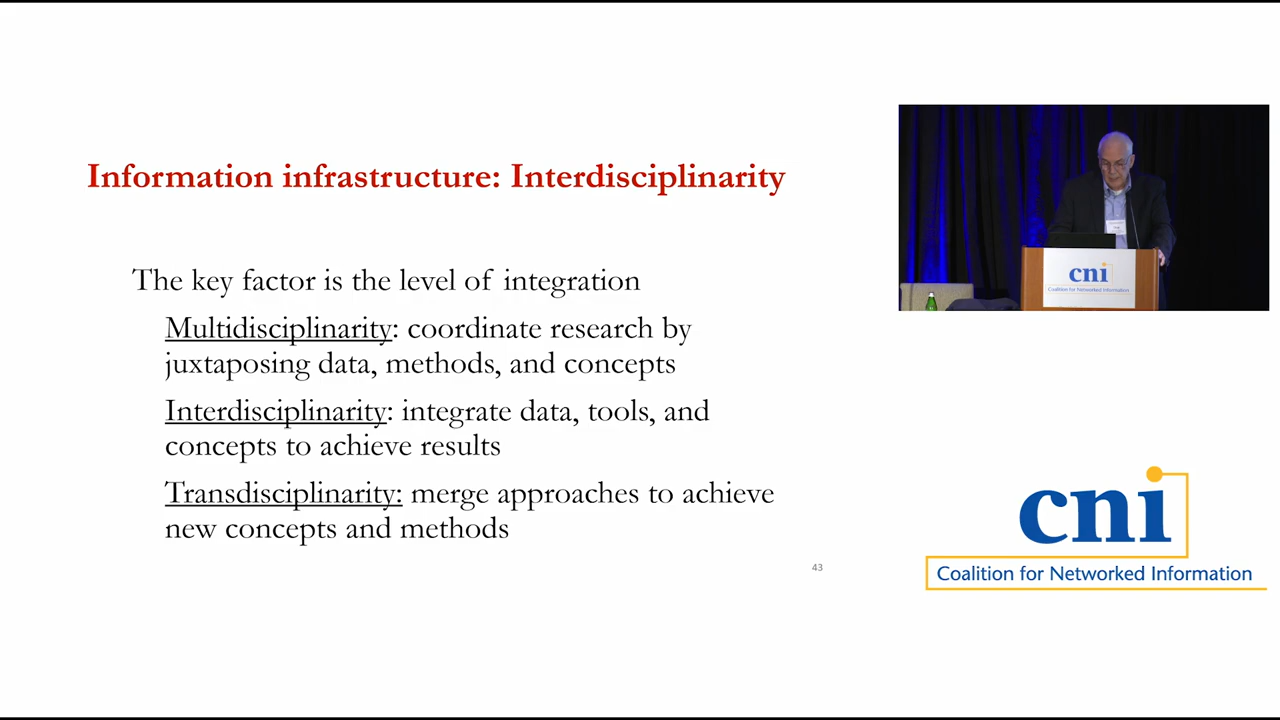 Information infrastructure: Interdisciplinarity
The key factor is the level of integration
Multidisciplinarity: coordinate research by
juxtaposing data, methods, and concepts
Interdisciplinarity: integrate data, tools, and
concepts to achieve results
Transdisciplinarity: merge approaches to achieve
new concepts and methods
43
cni
Coalition for Networked Information
cni
Coalition for Networked Information